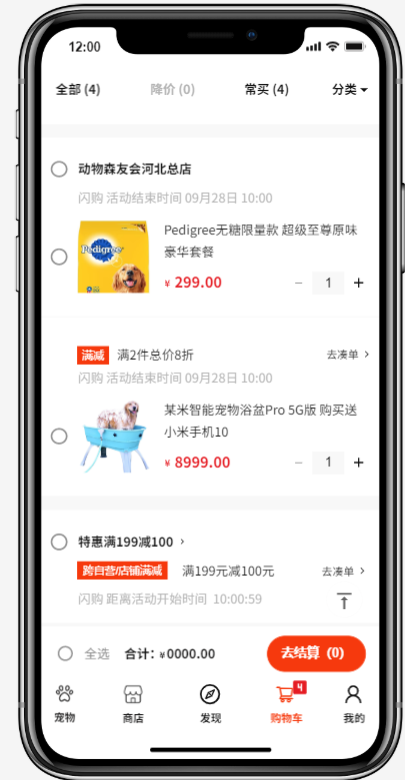 12:00
全部 (4) 降价 (0) 常买 (4) 分类
动物森友会河北总店
闪购 活动结束时间 09月28日 10:00
Pedigree
Pedigree无糖限量款 超级至尊原味
豪华套餐
¥ 299.00 − 1 +
满减 满2件总价8折 去凑单 >
闪购 活动结束时间 09月28日 10:00
某米智能宠物浴盆Pro 5G版 购买送
小米手机10
¥ 8999.00 − 1 +
特惠满199减100 >
跨自营/店铺满减 满199元减100元 去凑单 >
闪购 距离活动开始时间 10:00:59
全选 合计: ¥0000.00 去结算 (0)
4
宠物 商店 发现 购物车 我的